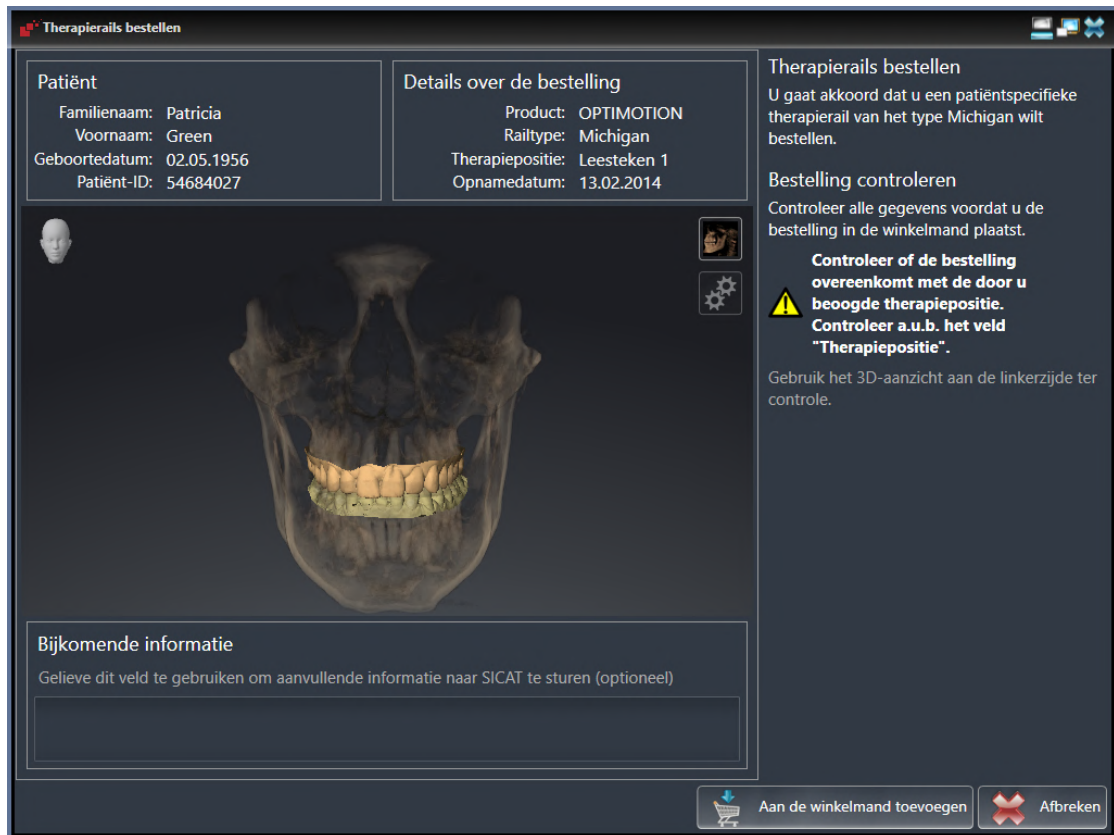 Therapierails bestellen
Patiënt
Familienaam: Patricia
Voornaam: Green
Geboortedatum: 02.05.1956
Patiënt-ID: 54684027
Details over de bestelling
Product: OPTIMOTION
Railtype: Michigan
Therapiepositie: Leesteken 1
Opnamedatum: 13.02.2014
Bijkomende informatie
Gelieve dit veld te gebruiken om aanvullende informatie naar SICAT te sturen (optioneel)
Therapierails bestellen
U gaat akkoord dat u een patiëntspecifieke
therapierail van het type Michigan wilt
bestellen.
Bestelling controleren
Controleer alle gegevens voordat u de
bestelling in de winkelmand plaatst.
Controleer of de bestelling
overeenkomt met de door u
beoogde therapiepositie.
Controleer a.u.b. het veld
"Therapiepositie".
Gebruik het 3D-aanzicht aan de linkerzijde ter
controle.
Aan de winkelmand toevoegen
Afbreken